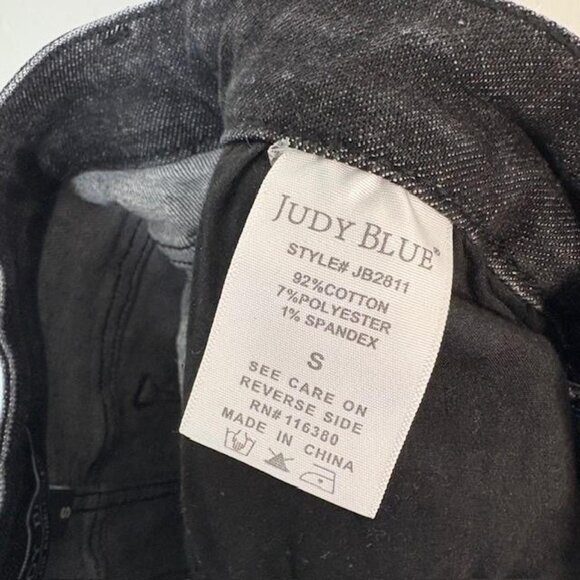 JUDY BLUE®
STYLE# JB2811
92%COTTON
7%POLYESTER
1% SPANDEX
S
SEE CARE ON
REVERSE SIDE
RN#116380
MADE IN CHINA